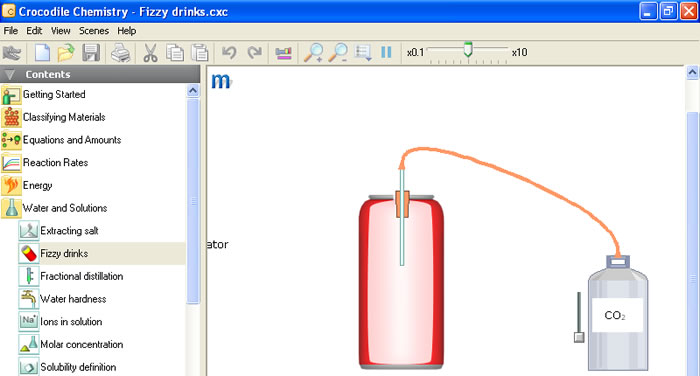 Crocodile Chemistry - Fizzy drinks.cxc
File Edit View Scenes Help
x0.1 x10
Contents
m
Getting Started
Classifying Materials
Equations and Amounts
Reaction Rates
Energy
Water and Solutions
Extracting salt
ator
Fizzy drinks
Fractional distillation
Water hardness
Na+
Ions in solution
CO₂
Molar concentration
Solubility definition